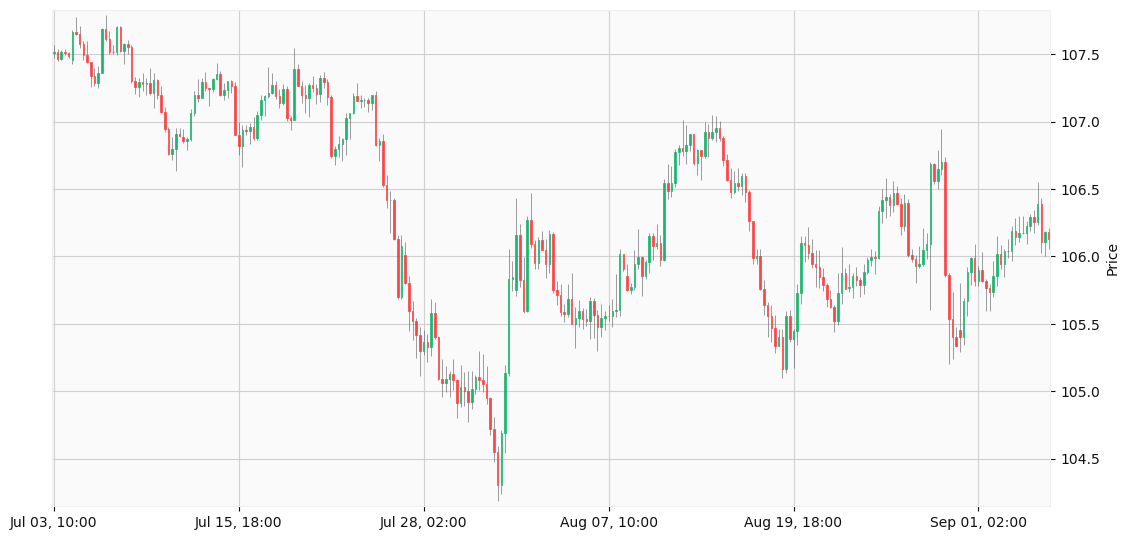 107.5
107.0
106.5
106.0
105.5
105.0
104.5
Price
Jul 03, 10:00
Jul 15, 18:00
Jul 28, 02:00
Aug 07, 10:00
Aug 19, 18:00
Sep 01, 02:00